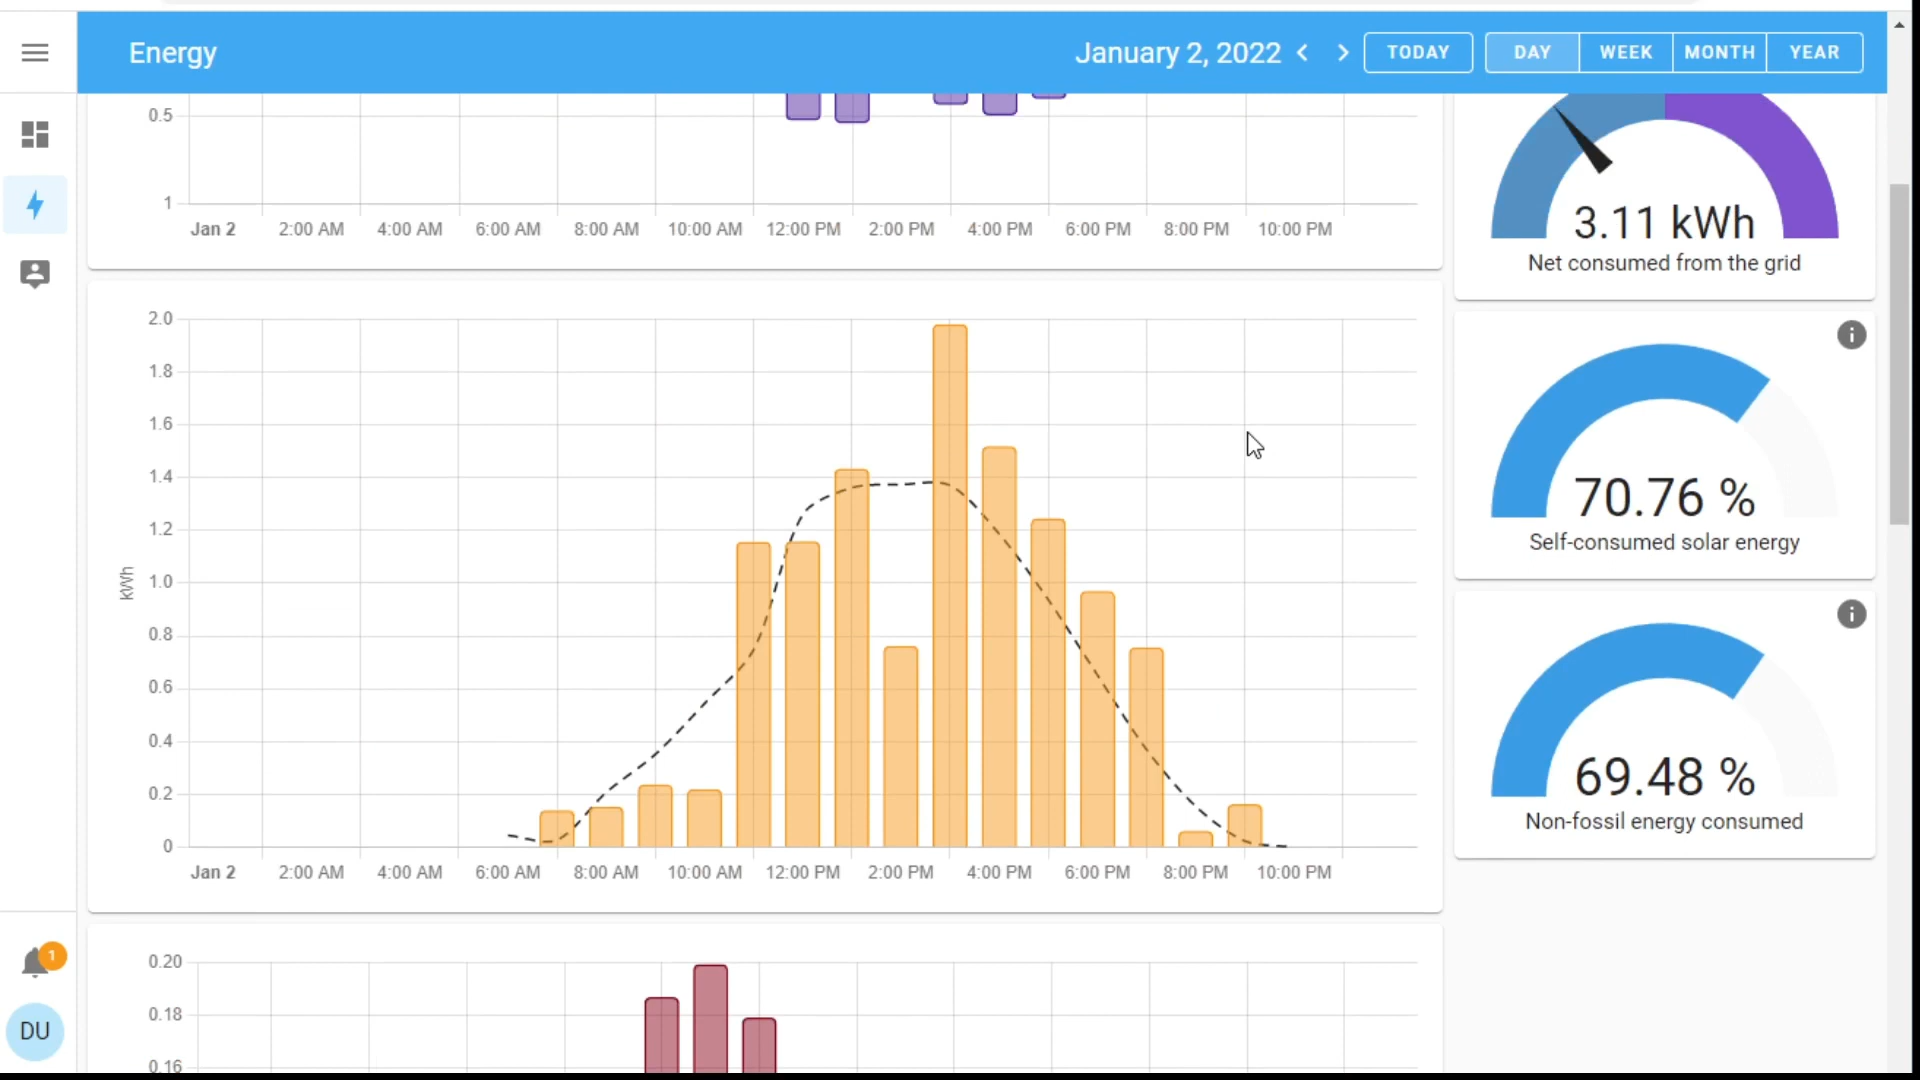 Energy
January 2, 2022
TODAY
DAY WEEK MONTH YEAR
0.5
1
Jan 2 2:00 AM 4:00 AM 6:00 AM 8:00 AM 10:00 AM 12:00 PM 2:00 PM 4:00 PM 6:00 PM 8:00 PM 10:00 PM
3.11 kWh
Net consumed from the grid
2.0
1.8
1.6
1.4
1.2
1.0
0.8
0.6
0.4
0.2
0
kWh
Jan 2 2:00 AM 4:00 AM 6:00 AM 8:00 AM 10:00 AM 12:00 PM 2:00 PM 4:00 PM 6:00 PM 8:00 PM 10:00 PM
70.76 %
Self-consumed solar energy
69.48 %
Non-fossil energy consumed
0.20
0.18
0.16
1
DU